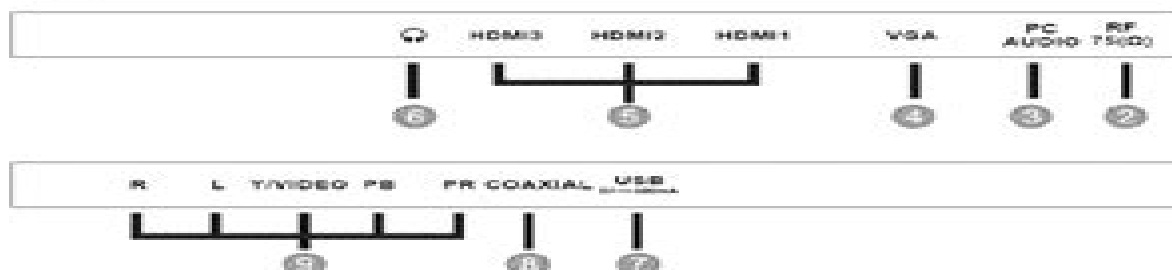 HDMI3 HDMI2 HDMI1 VGA PC AUDIO RF 75(Ω)
6 5 4 3 2
R L Y/VIDEO PB PR COAXIAL USB
9 8 7